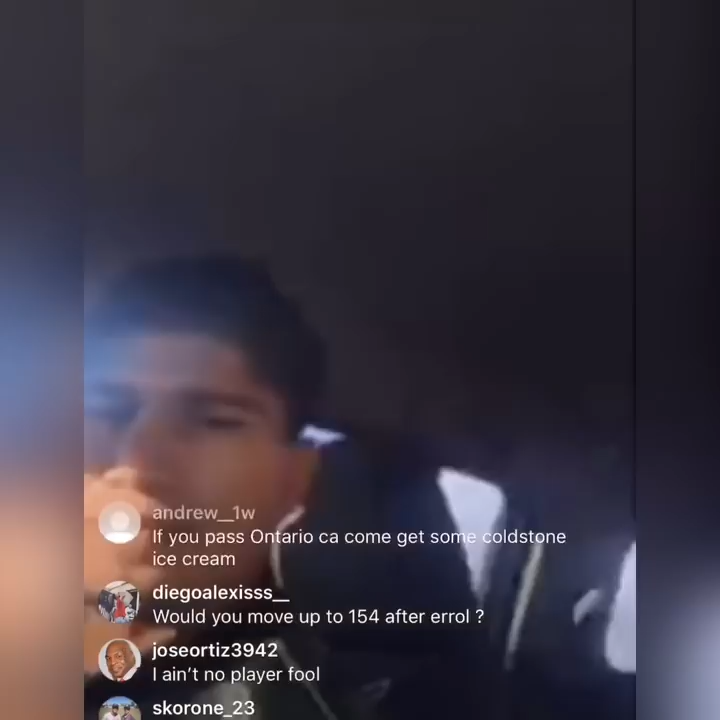 andrew__1w
If you pass Ontario ca come get some coldstone
ice cream
diegoalexisss__
Would you move up to 154 after errol ?
joseortiz3942
I ain't no player fool
skorone_23